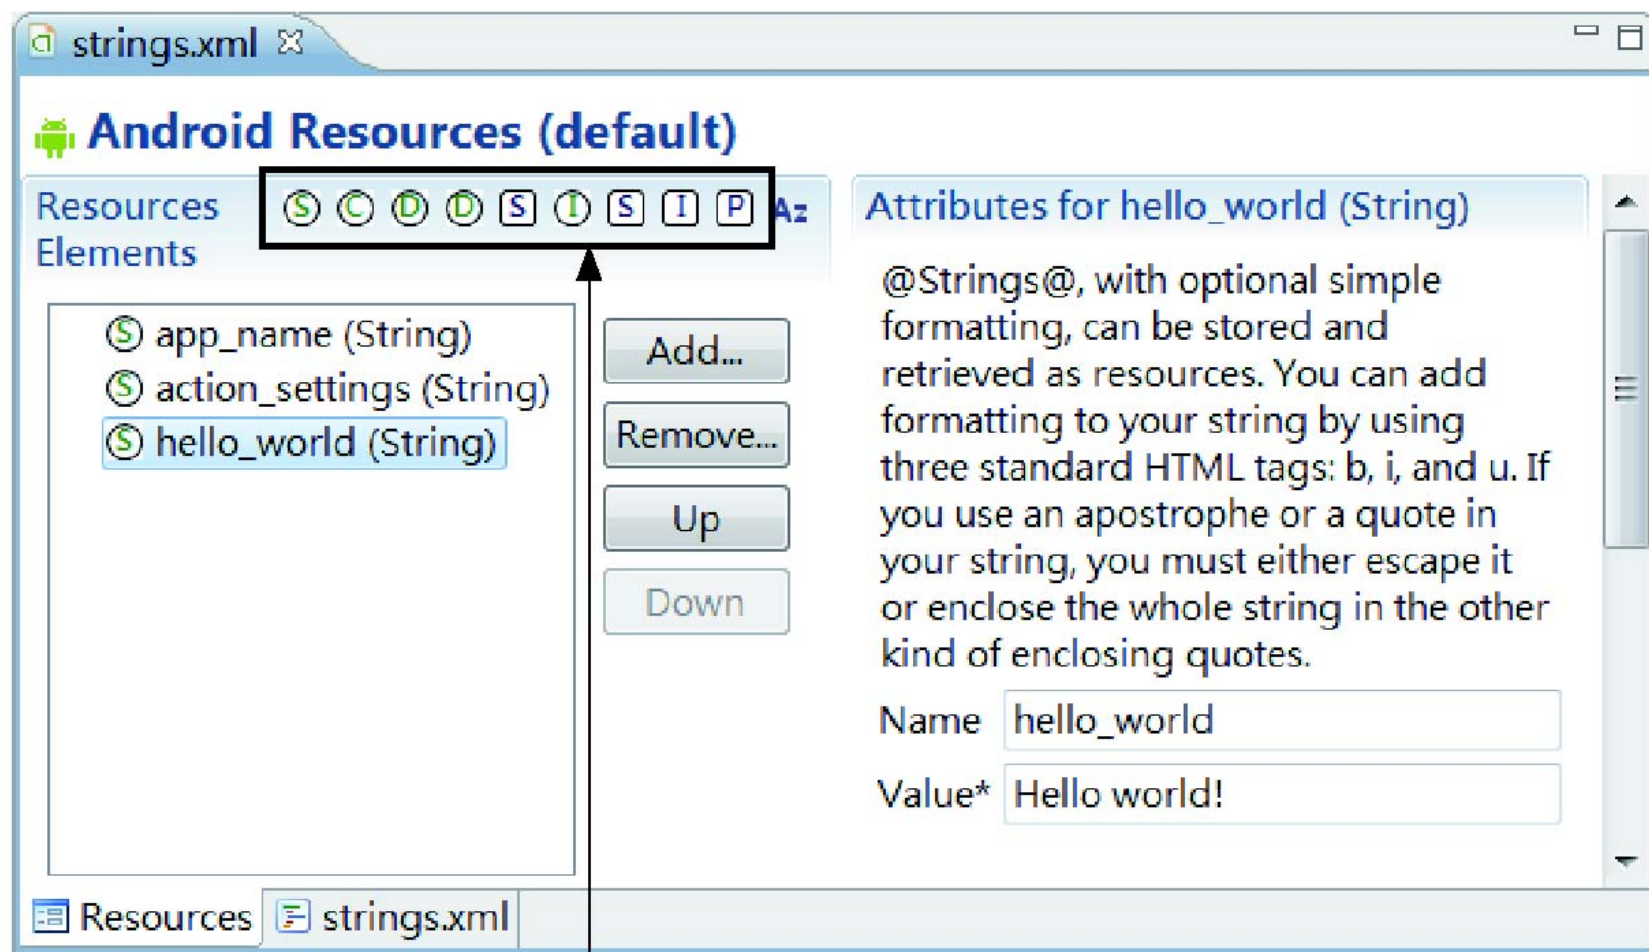 strings.xml
Android Resources (default)
Resources Elements
S C D D S I S I P Az
app_name (String)
action_settings (String)
hello_world (String)
Add...
Remove...
Up
Down
Attributes for hello_world (String)
@Strings@, with optional simple
formatting, can be stored and
retrieved as resources. You can add
formatting to your string by using
three standard HTML tags: b, i, and u. If
you use an apostrophe or a quote in
your string, you must either escape it
or enclose the whole string in the other
kind of enclosing quotes.
Name hello_world
Value* Hello world!
Resources strings.xml